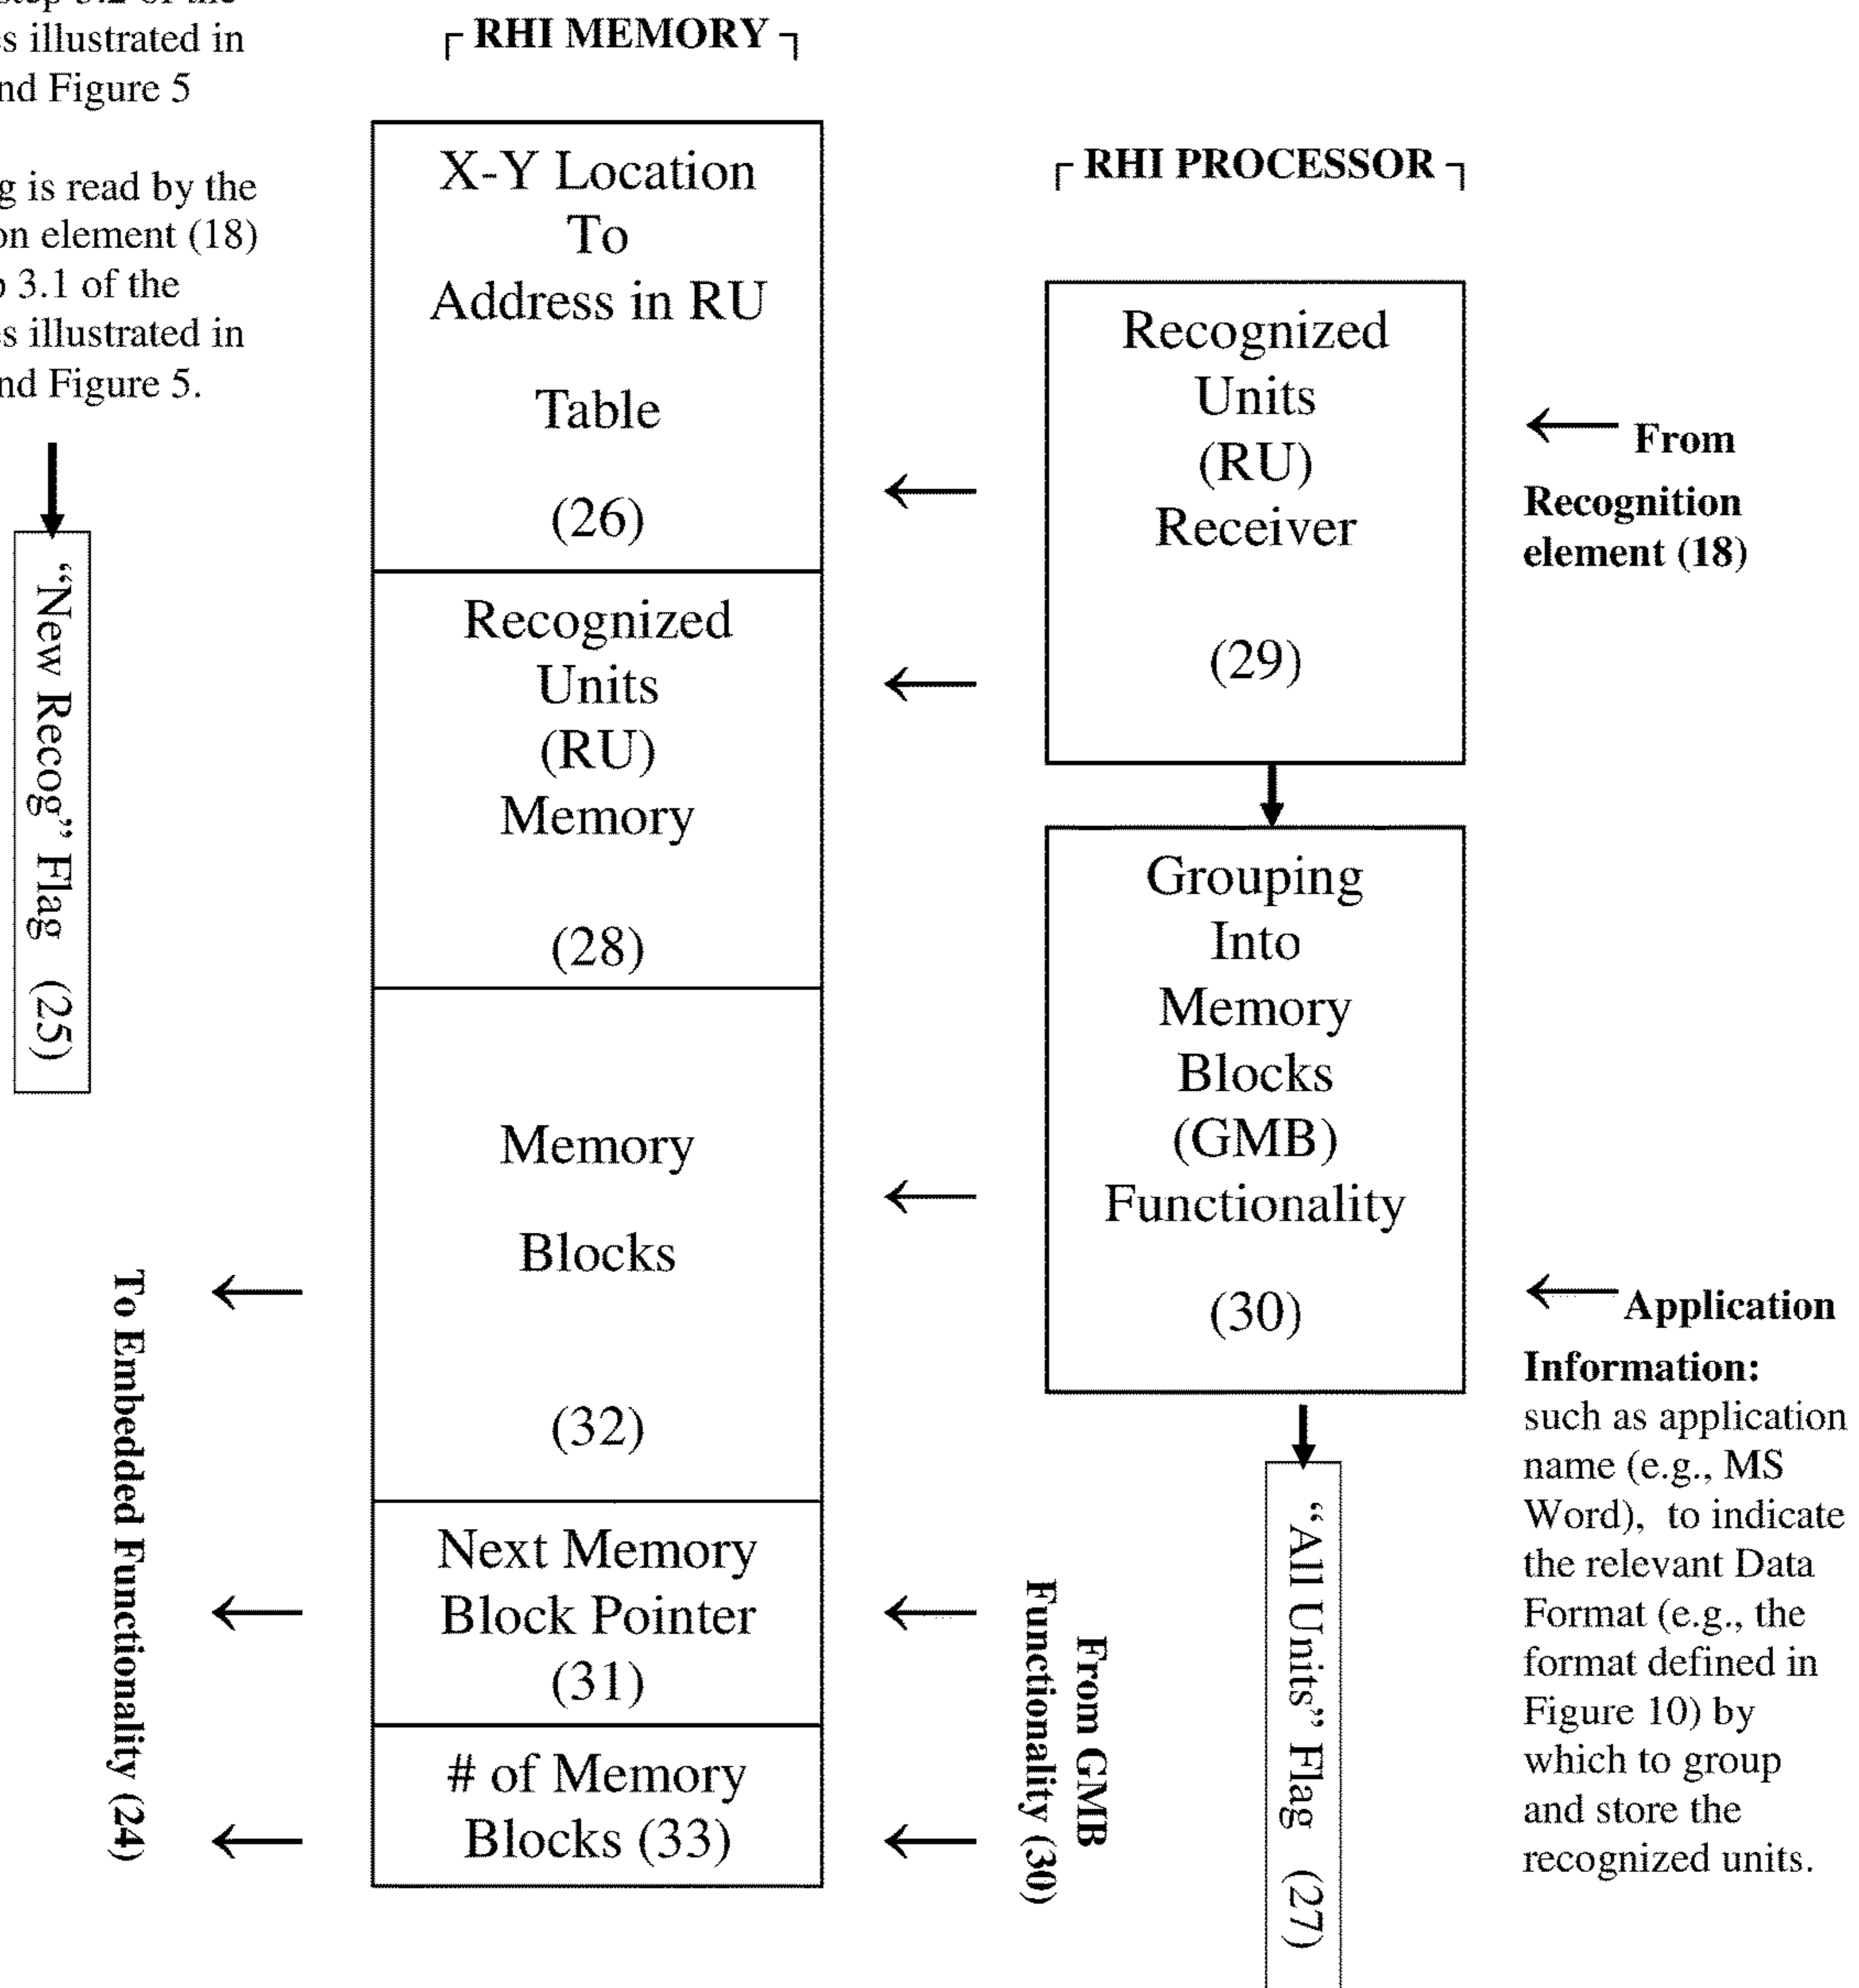 es illustrated in
nd Figure 5
g is read by the
on element (18)
p 3.1 of the
es illustrated in
nd Figure 5.
"New Recog" Flag (25)
RHI MEMORY
X-Y Location
To
Address in RU
Table
(26)
Recognized
Units
(RU)
Memory
(28)
Memory
Blocks
(32)
Next Memory
Block Pointer
(31)
# of Memory
Blocks (33)
To Embedded Functionality (24)
RHI PROCESSOR
Recognized
Units
(RU)
Receiver
(29)
Grouping
Into
Memory
Blocks
(GMB)
Functionality
(30)
From GMB
Functionality (30)
"All Units" Flag (27)
From
Recognition
element (18)
Application
Information:
such as application
name (e.g., MS
Word), to indicate
the relevant Data
Format (e.g., the
format defined in
Figure 10) by
which to group
and store the
recognized units.